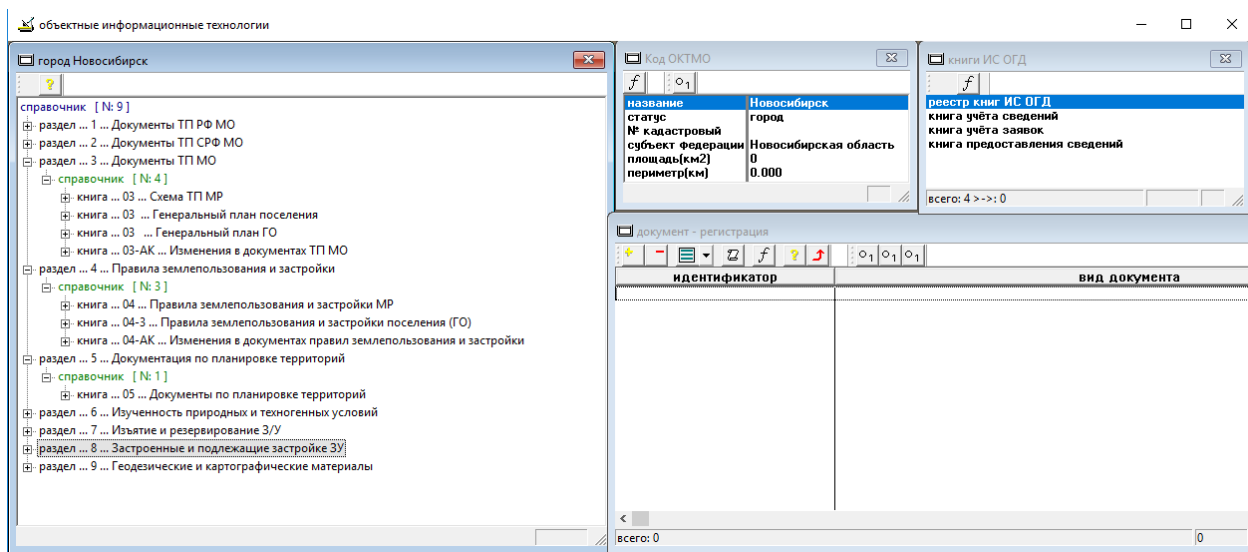 объектные информационные технологии
город Новосибирск
справочник [ N: 9 ]
раздел ... 1 ... Документы ТП РФ МО
раздел ... 2 ... Документы ТП СРФ МО
раздел ... 3 ... Документы ТП МО
справочник [ N: 4 ]
книга ... 03 ... Схема ТП МР
книга ... 03 ... Генеральный план поселения
книга ... 03 ... Генеральный план ГО
книга ... 03-АК ... Изменения в документах ТП МО
раздел ... 4 ... Правила землепользования и застройки
справочник [ N: 3 ]
книга ... 04 ... Правила землепользования и застройки МР
книга ... 04-3 ... Правила землепользования и застройки поселения (ГО)
книга ... 04-АК ... Изменения в документах правил землепользования и застройки
раздел ... 5 ... Документация по планировке территорий
справочник [ N: 1 ]
книга ... 05 ... Документы по планировке территорий
раздел ... 6 ... Изученность природных и техногенных условий
раздел ... 7 ... Изъятие и резервирование З/У
раздел ... 8 ... Застроенные и подлежащие застройке ЗУ
раздел ... 9 ... Геодезические и картографические материалы
Код ОКТМО
f 1
название Новосибирск
статус город
№ кадастровый
субъект федерации Новосибирская область
площадь(км2) 0
периметр(км) 0.000
книги ИС ОГД
f
реестр книг ИС ОГД
книга учёта сведений
книга учёта заявок
книга предоставления сведений
всего: 4 >->: 0
документ - регистрация
f ? 1 1 1
идентификатор вид документа
всего: 0 0